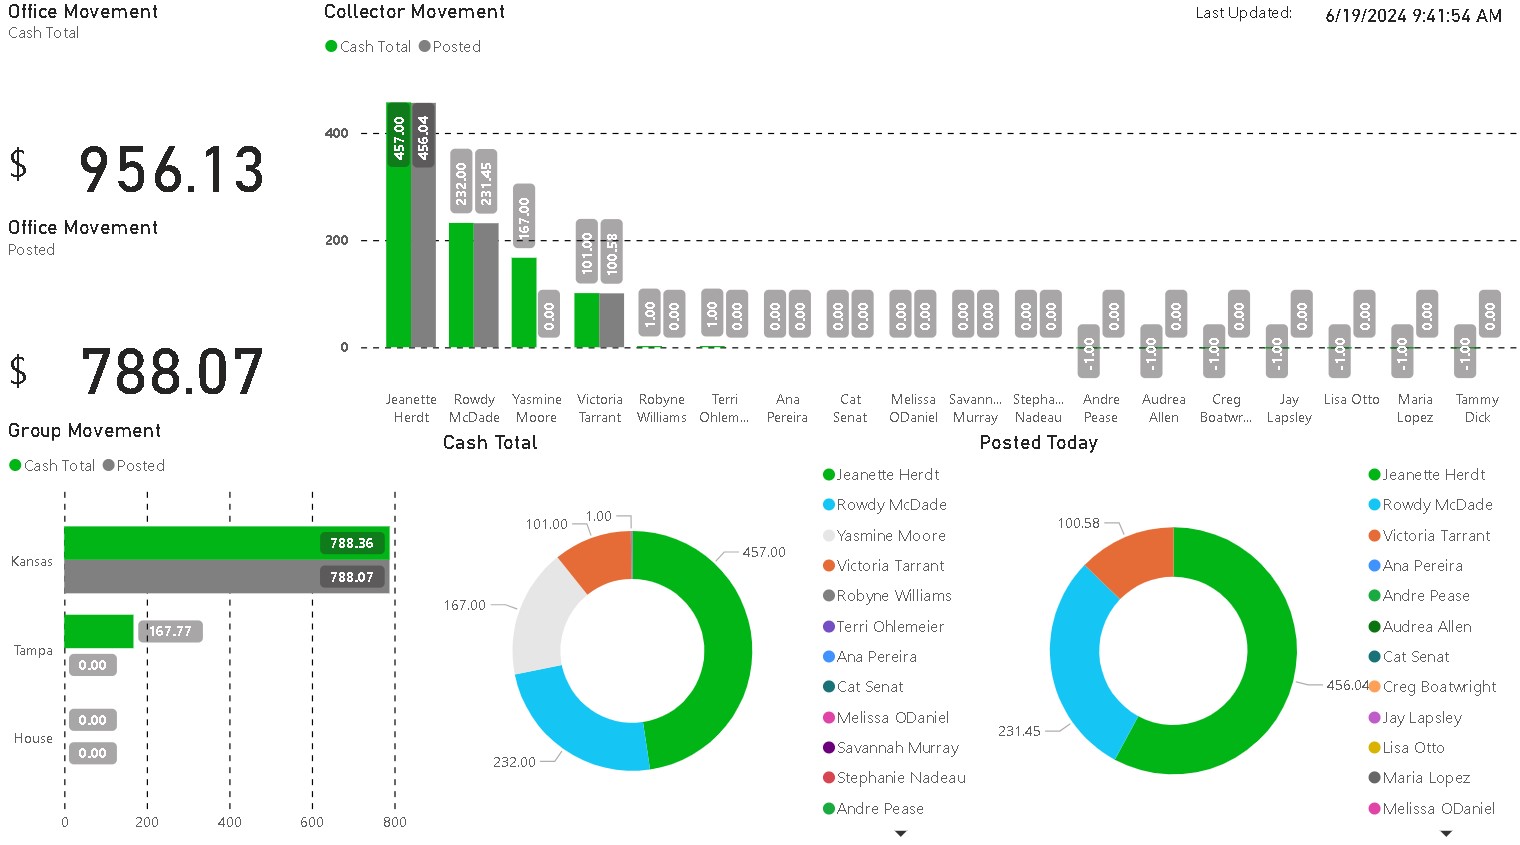 Office Movement
Cash Total
$ 956.13
Office Movement
Posted
$ 788.07
Collector Movement
Cash Total Posted
Last Updated: 6/19/2024 9:41:54 AM
400
200
0
457.00 456.04
232.00 231.45
167.00 0.00
101.00 100.58
1.00 0.00
1.00 0.00
0.00 0.00
0.00 0.00
0.00 0.00
0.00 0.00
0.00 0.00
-1.00 0.00
-1.00 0.00
-1.00 0.00
-1.00 0.00
-1.00 0.00
-1.00 0.00
-1.00 0.00
Jeanette Herdt
Rowdy McDade
Yasmine Moore
Victoria Tarrant
Robyne Williams
Terri Ohlem...
Ana Pereira
Cat Senat
Melissa ODaniel
Savann... Murray
Stepha... Nadeau
Andre Pease
Audrea Allen
Creg Boatwr...
Jay Lapsley
Lisa Otto
Maria Lopez
Tammy Dick
Group Movement
Cash Total Posted
Kansas
788.36
788.07
Tampa
167.77
0.00
House
0.00
0.00
0 200 400 600 800
Cash Total
1.00
101.00
457.00
167.00
232.00
Jeanette Herdt
Rowdy McDade
Yasmine Moore
Victoria Tarrant
Robyne Williams
Terri Ohlemeier
Ana Pereira
Cat Senat
Melissa ODaniel
Savannah Murray
Stephanie Nadeau
Andre Pease
Posted Today
100.58
456.04
231.45
Jeanette Herdt
Rowdy McDade
Victoria Tarrant
Ana Pereira
Andre Pease
Audrea Allen
Cat Senat
Creg Boatwright
Jay Lapsley
Lisa Otto
Maria Lopez
Melissa ODaniel